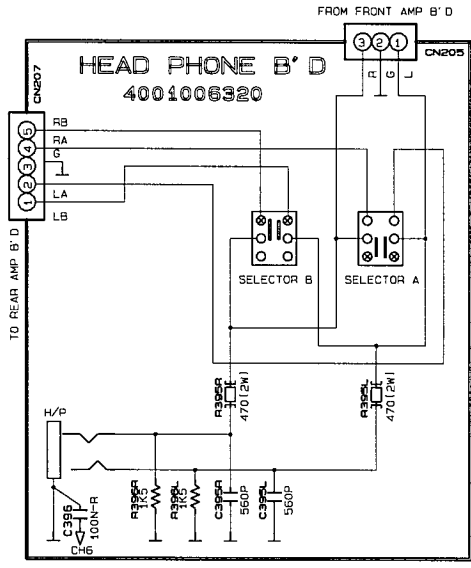 FROM FRONT AMP B'D
3 2 1
CN205
R G L
HEAD PHONE B'D
4001006320
CN207
5 RB
4 RA
3 G
2 LA
1 LB
TO REAR AMP B'D
SELECTOR B
SELECTOR A
R395R
470(2W)
R395L
470(2W)
H/P
C396
100N-R
CH6
R396R
1K5
R396L
1K5
C395R
560P
C395L
560P